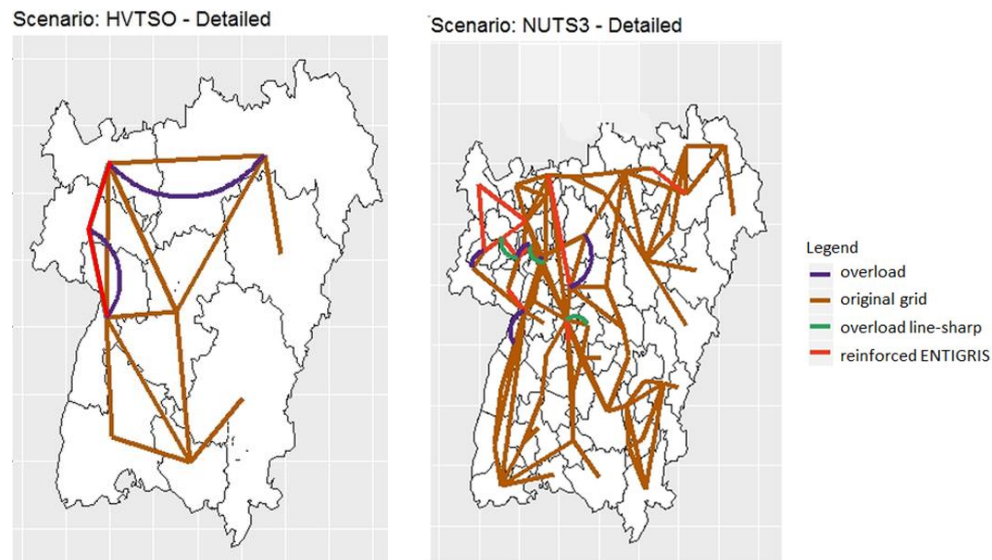 Scenario: HVTSO - Detailed
Scenario: NUTS3 - Detailed
Legend
overload
original grid
overload line-sharp
reinforced ENTIGRIS